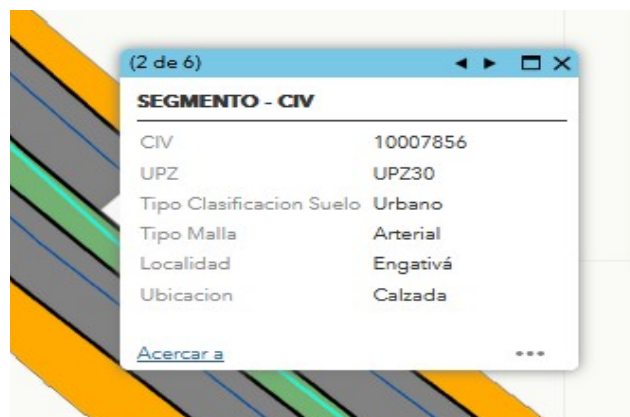 (2 de 6)
SEGMENTO - CIV
CIV 10007856
UPZ UPZ30
Tipo Clasificacion Suelo Urbano
Tipo Malla Arterial
Localidad Engativá
Ubicacion Calzada
Acercar a